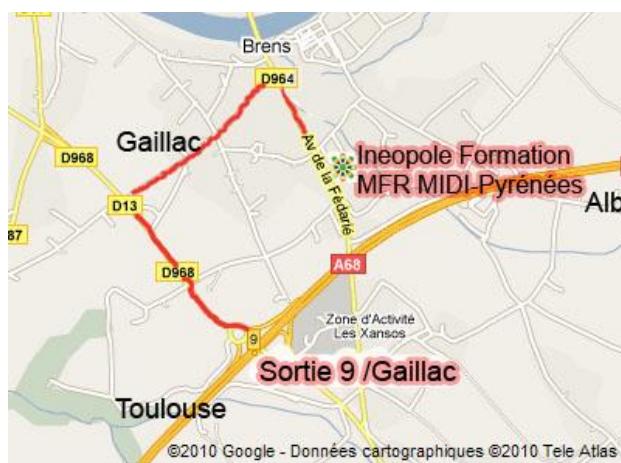 Brens
D964
Gaillac
D968
Av de la Fédarié
Ineopole Formation
MFR MIDI-Pyrénées
D13
87
Alb
D968
A68
9
Zone d'Activité
Les Xansos
Sortie 9 /Gaillac
Toulouse
©2010 Google - Données cartographiques ©2010 Tele Atlas